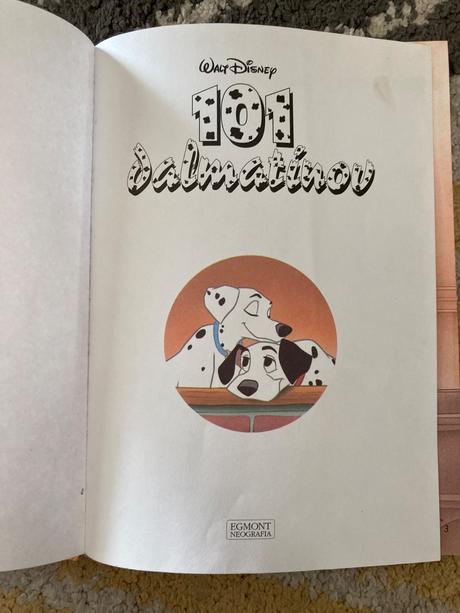 WALT DISNEY
101
dalmatínov
EGMONT
NEOGRAFIA
3